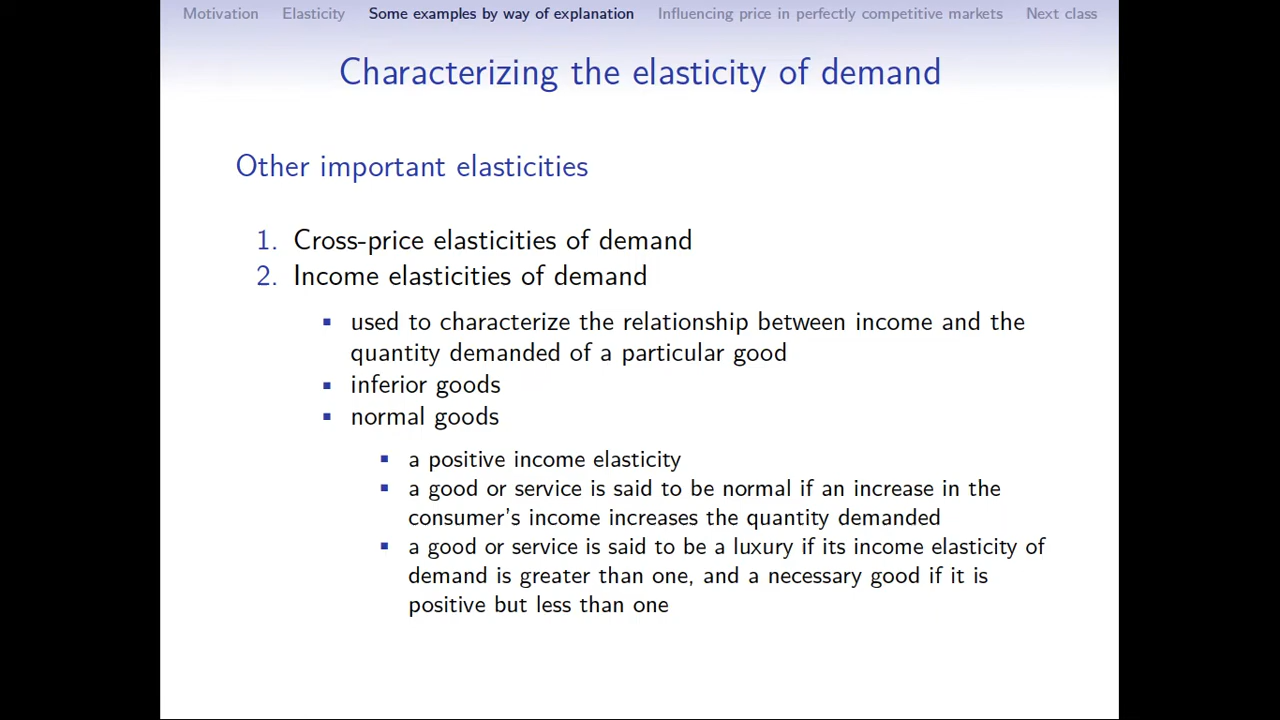 Motivation Elasticity Some examples by way of explanation Influencing price in perfectly competitive markets Next class
Characterizing the elasticity of demand
Other important elasticities
1. Cross-price elasticities of demand
2. Income elasticities of demand
▪ used to characterize the relationship between income and the
quantity demanded of a particular good
▪ inferior goods
▪ normal goods
▪ a positive income elasticity
▪ a good or service is said to be normal if an increase in the
consumer's income increases the quantity demanded
▪ a good or service is said to be a luxury if its income elasticity of
demand is greater than one, and a necessary good if it is
positive but less than one